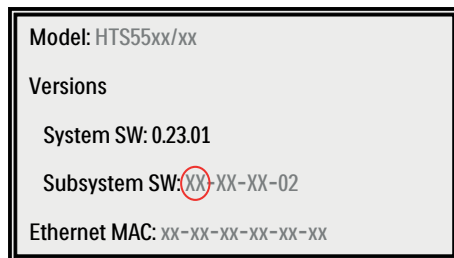 Model: HTS55xx/xx
Versions
System SW: 0.23.01
Subsystem SW: XX-XX-XX-02
Ethernet MAC: xx-xx-xx-xx-xx-xx